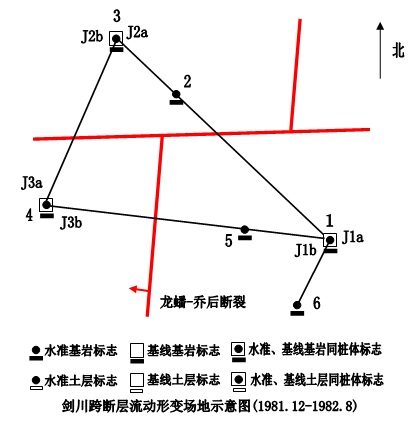 3
J2b J2a
北
2
J3a
4
J3b
1
J1a
5
J1b
龙蟠-乔后断裂
6
水准基岩标志 基线基岩标志 水准、基线基岩同桩体标志
水准土层标志 基线土层标志 水准、基线土层同桩体标志
剑川跨断层流动形变场地示意图(1981.12-1982.8)